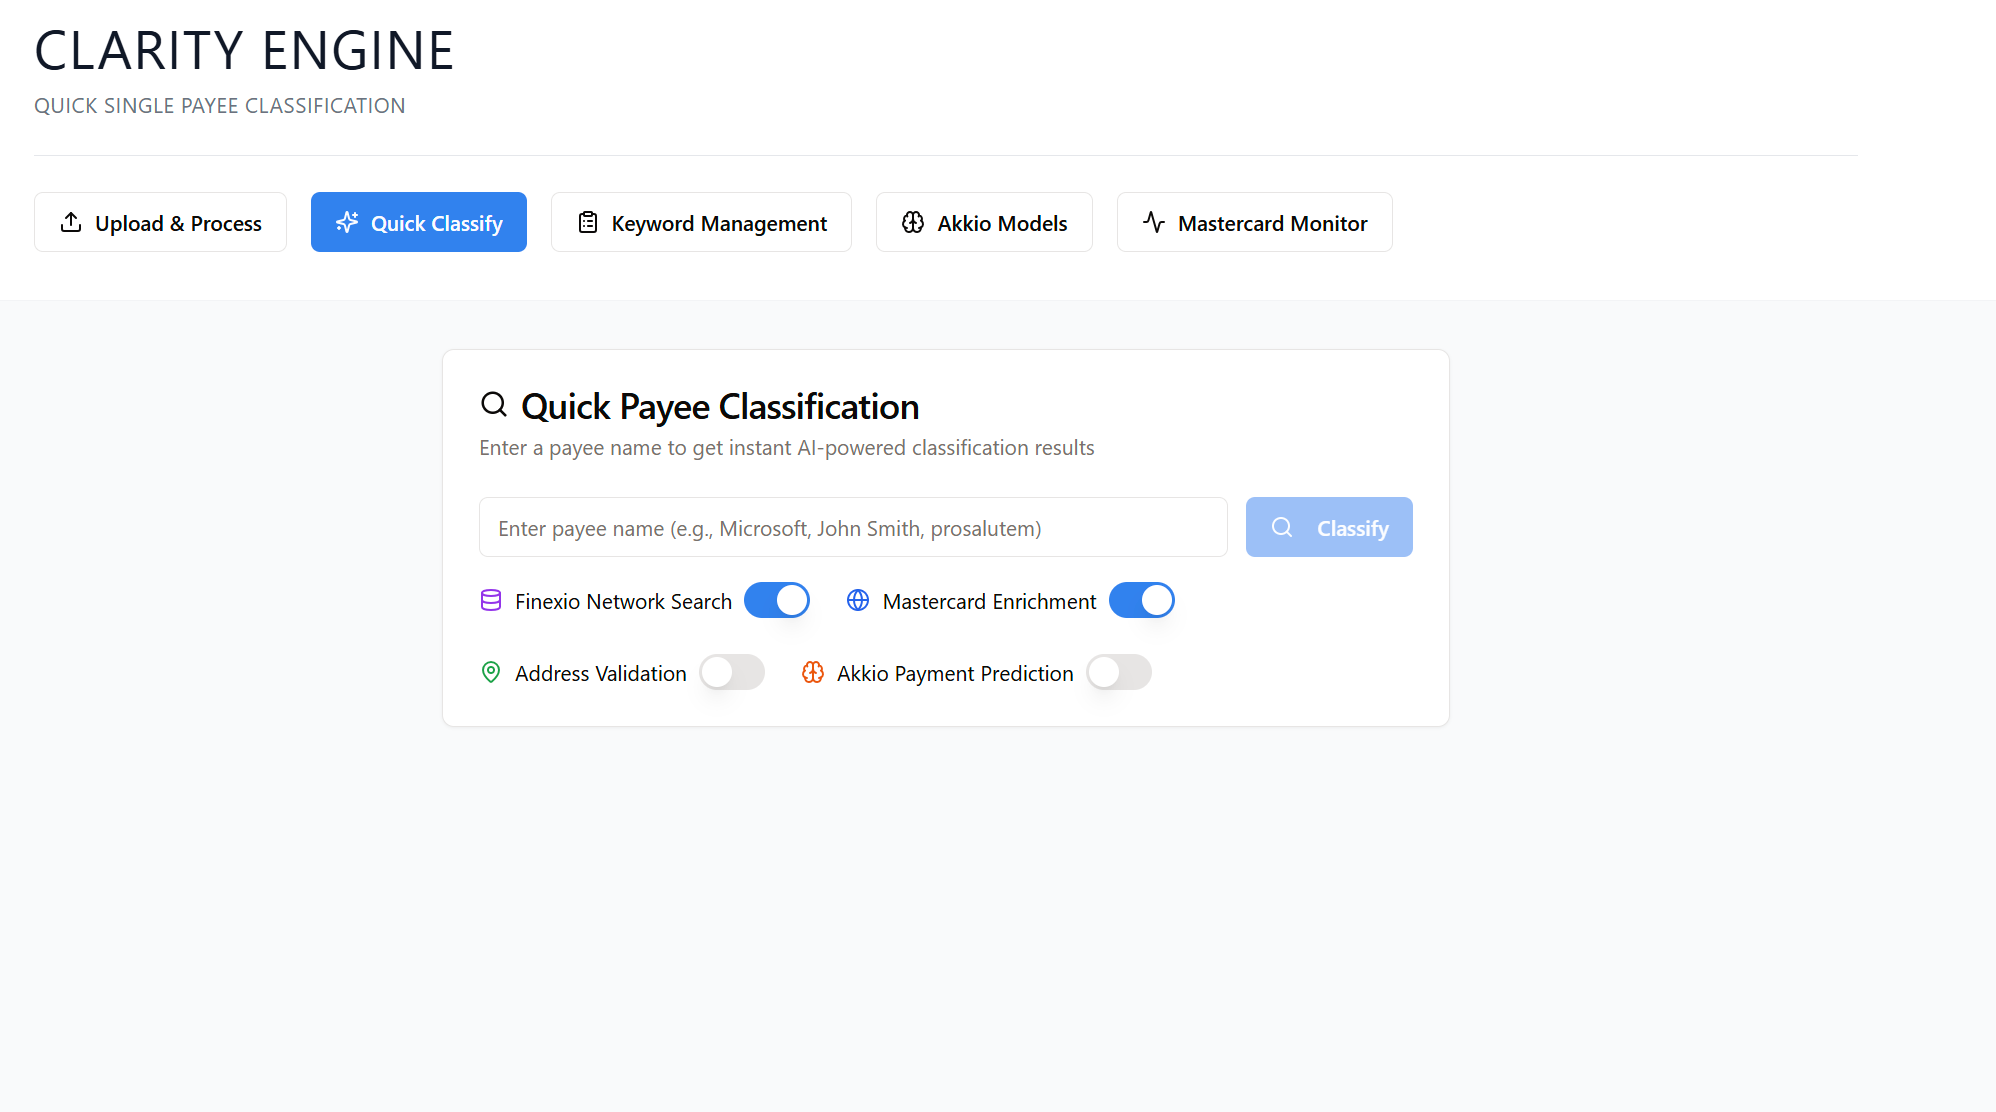 CLARITY ENGINE
QUICK SINGLE PAYEE CLASSIFICATION
Upload & Process
Quick Classify
Keyword Management
Akkio Models
Mastercard Monitor
Quick Payee Classification
Enter a payee name to get instant AI-powered classification results
Enter payee name (e.g., Microsoft, John Smith, prosalutem)
Classify
Finexio Network Search
Mastercard Enrichment
Address Validation
Akkio Payment Prediction